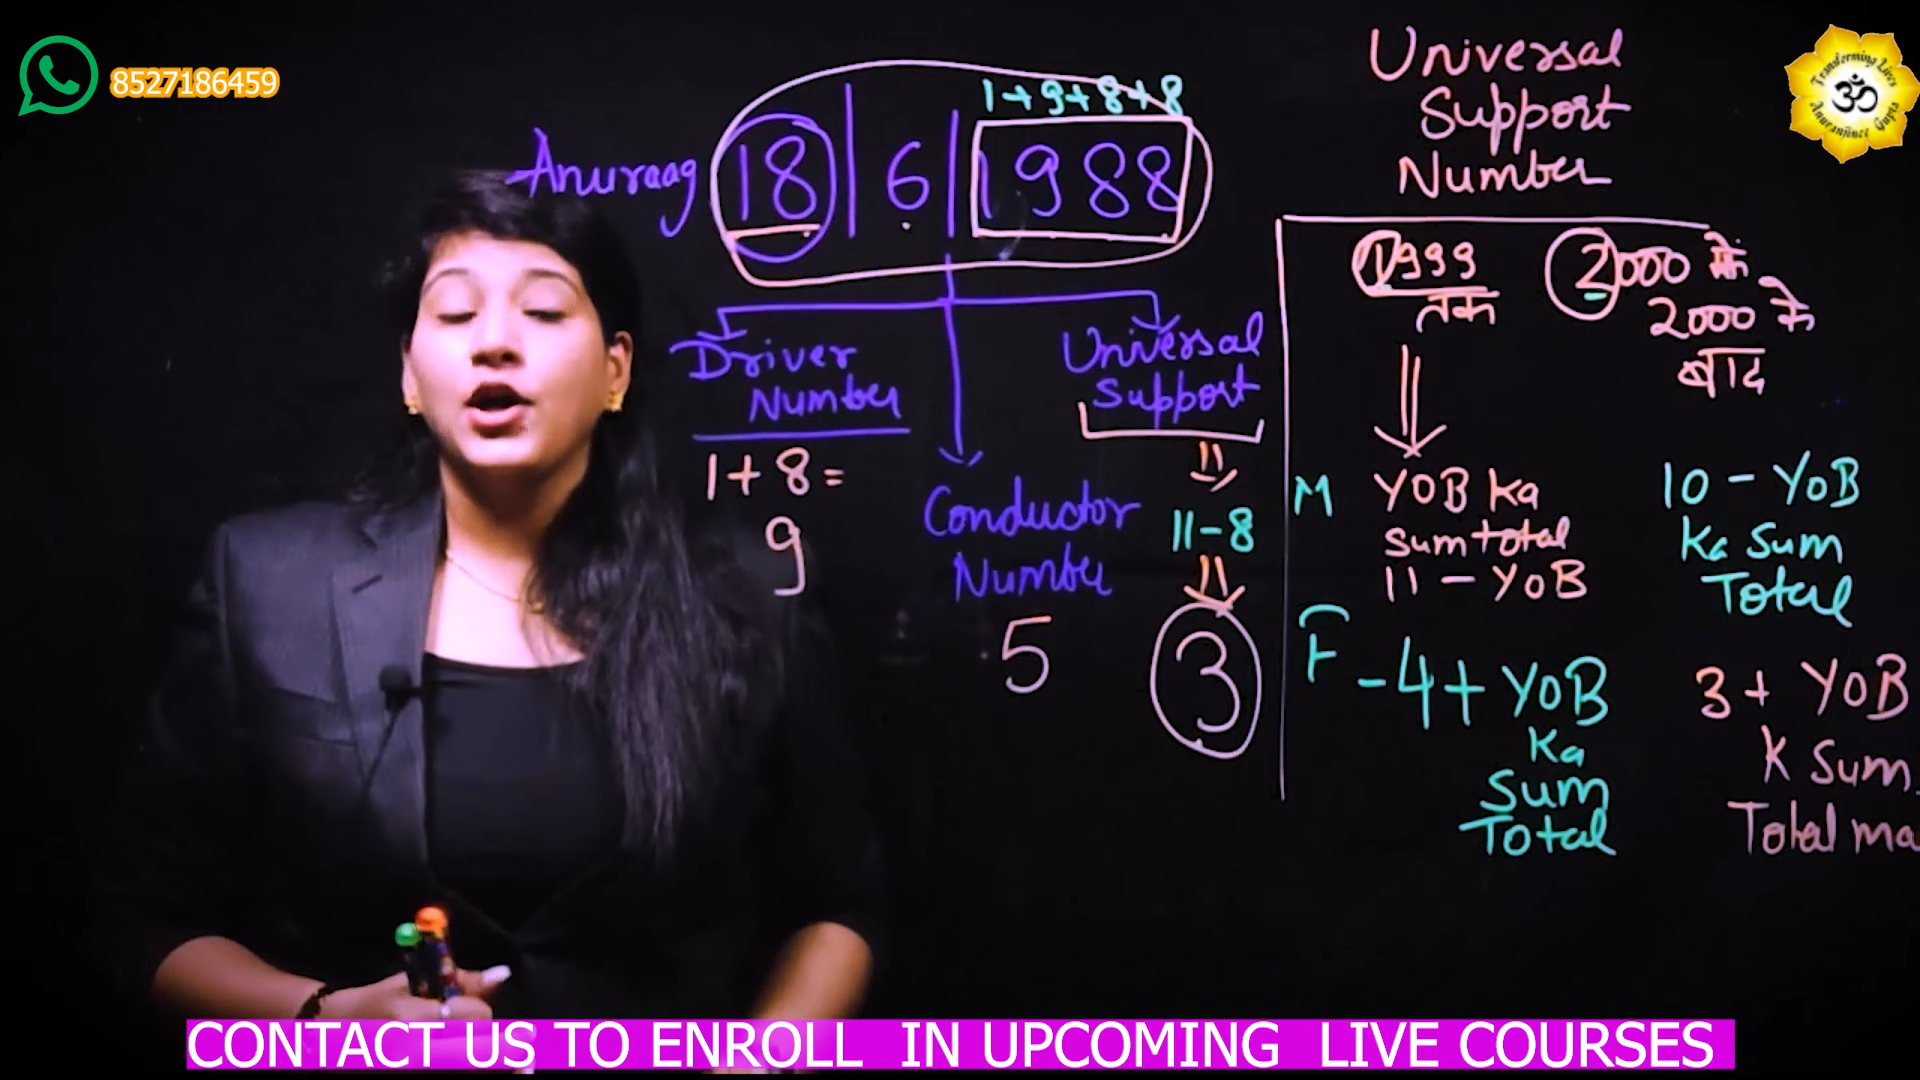 8527186459
Universal
Support
Number
Transforming Lives
ॐ
1+9+8+8
Anuraag 18 | 6 | 1988
1999
तक
2000 के
2000 के
बाद
Driver
Number
1+8=
9
Conductor
Number
5
Universal
Support
11-8
3
M
YOB Ka
sum total
11 - YOB
10 - YOB
Ka Sum
Total
F
-4+ YOB
Ka
Sum
Total
3+ YOB
K Sum
Total ma
CONTACT US TO ENROLL IN UPCOMING LIVE COURSES